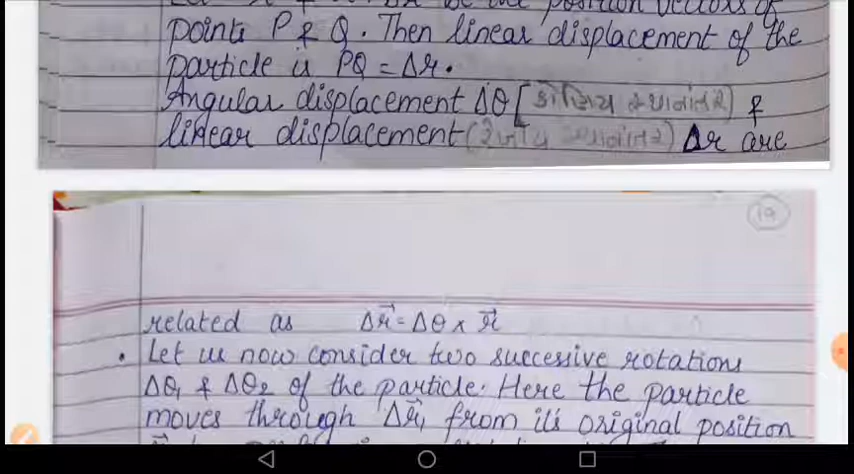 points P & Q. Then linear displacement of the
particle is PQ = Δr.
Angular displacement Δθ [કોણીય સ્થાનાંતર) &
linear displacement (રેખીય સ્થાનાંતર) Δr are
19
related as Δr⃗ = Δθ × r⃗
• Let us now consider two successive rotations
Δθ₁ & Δθ₂ of the particle. Here the particle
moves through Δr⃗₁ from it's original position